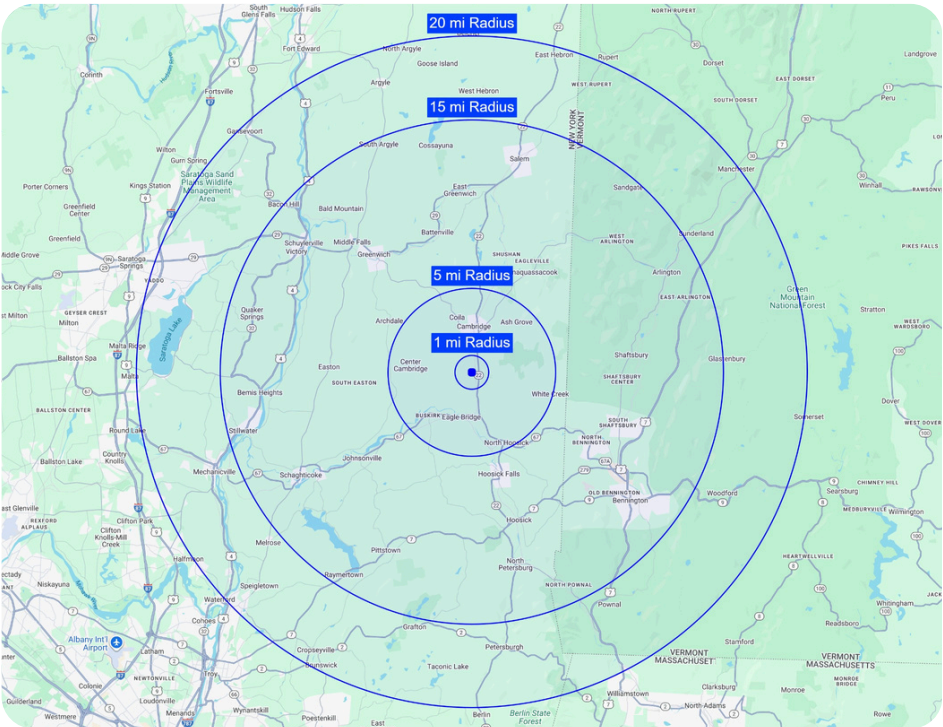 20 mi Radius
15 mi Radius
5 mi Radius
1 mi Radius
South
Glens Falls
Hudson Falls
Fort Edward
North Argyle
Goose Island
East Hebron
Rupert
NORTH RUPERT
Dorset
Landgrove
Corinth
Hudson River
Fortsville
Argyle
West Hebron
WEST RUPERT
EAST DORSET
Peru
SOUTH DORSET
Gansevoort
NEW YORK
VERMONT
Wilton
Gurn Spring
South Argyle
Cossayuna
Salem
Manchester
Porter Corners
Kings Station
Saratoga Sand
Plains Wildlife
Management
Area
East
Greenwich
Sandgate
Winhall
Greenfield
Center
Bacon Hill
Bald Mountain
Battenville
Greenfield
Schuylerville
Victory
Middle Falls
Greenwich
WEST
ARLINGTON
Sunderland
PIKES FALLS
Middle Grove
Saratoga
Springs
YADDO
SHUSHAN
EAGLEVILLE
Arlington
Green
Mountain
National Forest
GEYSER CREST
Milton
Saratoga Lake
Quaker
Springs
Archdale
Coila
Cambridge
Ash Grove
EAST ARLINGTON
Stratton
WEST
WARDSBORO
Ballston Spa
Malta Ridge
Malta
Easton
SOUTH EASTON
Center
Cambridge
Shaftsbury
SHAFTSBURY
CENTER
Glastenbury
BALLSTON CENTER
Bemis Heights
White Creek
Dover
Round Lake
Stillwater
BUSKIRK
Eagle Bridge
SOUTH
SHAFTSBURY
Somerset
WEST DOVER
Ballston Lake
Country
Knolls
Mechanicville
Schaghticoke
Johnsonville
North Hoosick
NORTH
BENNINGTON
Hoosick Falls
OLD BENNINGTON
Bennington
Woodford
Searsburg
CHIMNEY HILL
MEDBURYVILLE
Wilmington
East Glenville
REXFORD
ALPLAUS
Clifton Park
Clifton
Knolls-Mill
Creek
Hoosick
Melrose
Pittstown
Halfmoon
Raymertown
North
Petersburg
HEARTWELLVILLE
Niskayuna
Speigletown
NORTH POWNAL
Pownal
Whitingham
Waterford
Cohoes
Grafton
Readsboro
Albany Int'l
Airport
Latham
NEWTONVILLE
Cropseyville
Brunswick
Petersburgh
Stamford
VERMONT
MASSACHUSETTS
Troy
Taconic Lake
Colonie
Loudonville
Guilderland
Westmere
Menands
Wynantskill
Poestenkill
East
Berlin
Berlin State
Forest
Williamstown
Clarksburg
North Adams
Monroe
MONROE
BRIDGE
Rowe